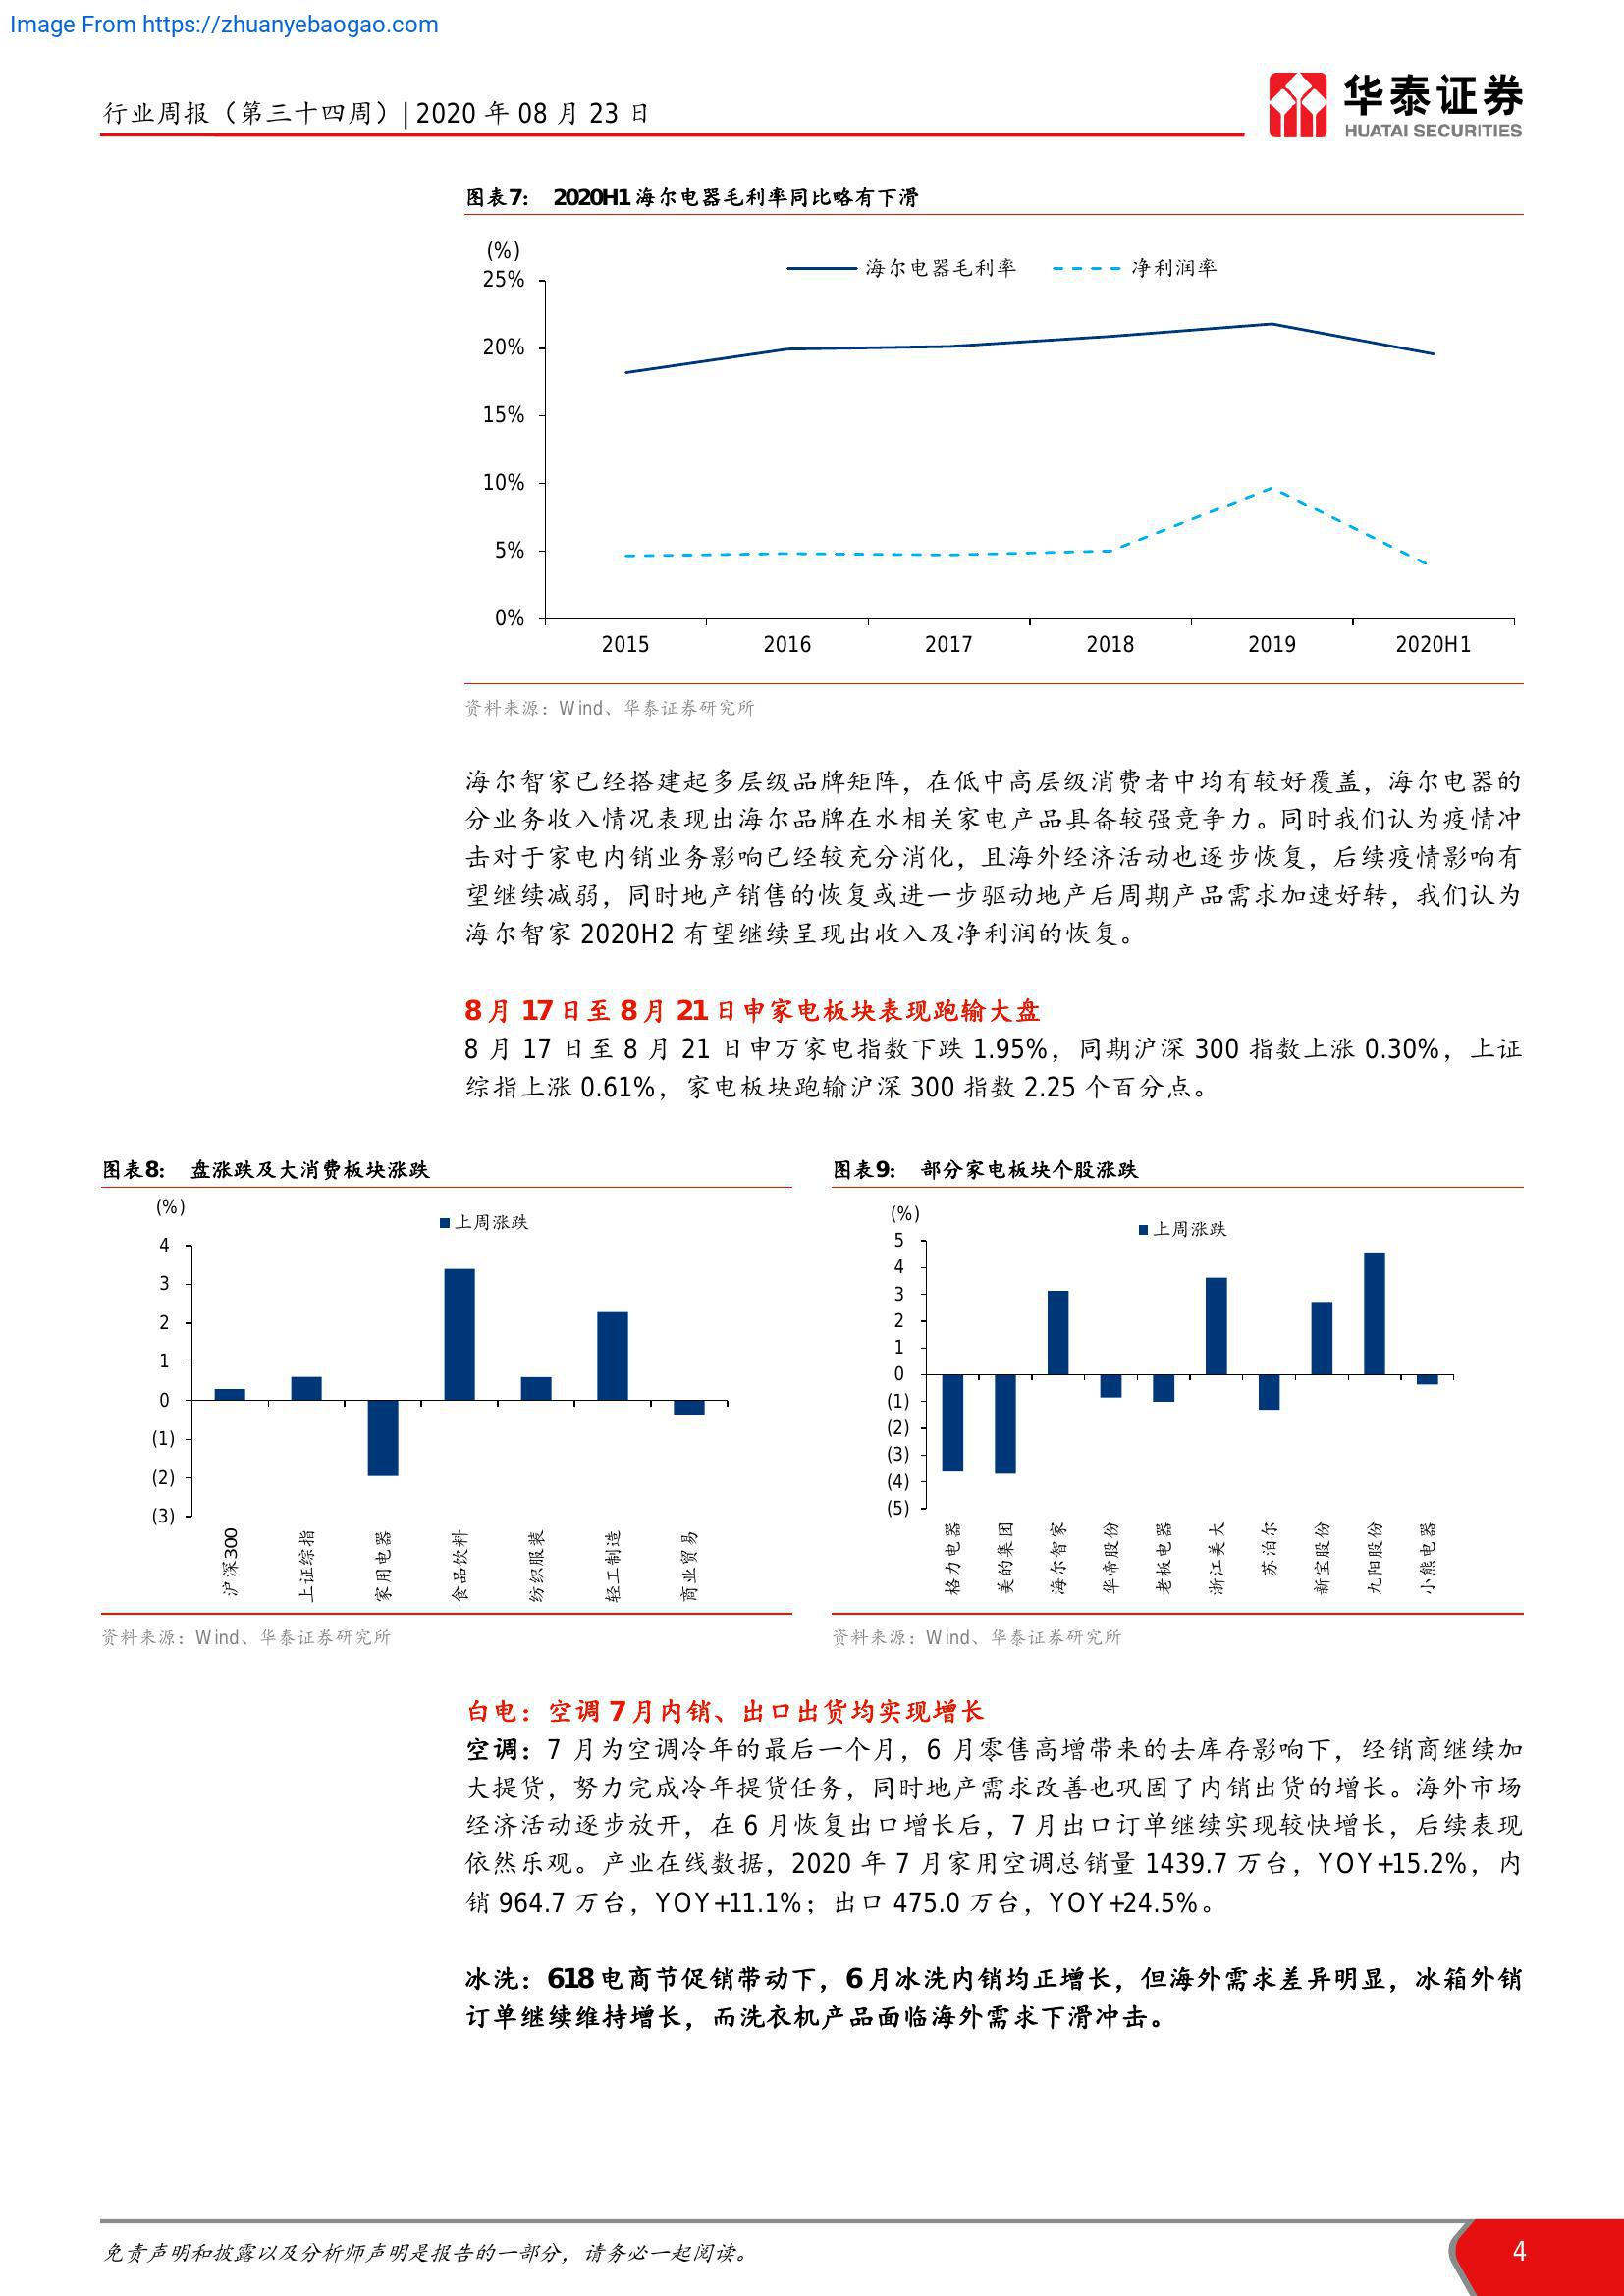 Image From https://zhuanyebaogao.com
行业周报（第三十四周）| 2020 年 08 月 23 日
华泰证券
HUATAI SECURITIES
图表7: 2020H1 海尔电器毛利率同比略有下滑
(%)
海尔电器毛利率 净利润率
25%
20%
15%
10%
5%
0%
2015 2016 2017 2018 2019 2020H1
资料来源：Wind、华泰证券研究所
海尔智家已经搭建起多层级品牌矩阵，在低中高层级消费者中均有较好覆盖，海尔电器的
分业务收入情况表现出海尔品牌在水相关家电产品具备较强竞争力。同时我们认为疫情冲
击对于家电内销业务影响已经较充分消化，且海外经济活动也逐步恢复，后续疫情影响有
望继续减弱，同时地产销售的恢复或进一步驱动地产后周期产品需求加速好转，我们认为
海尔智家 2020H2 有望继续呈现出收入及净利润的恢复。
8 月 17 日至 8 月 21 日申家电板块表现跑输大盘
8 月 17 日至 8 月 21 日申万家电指数下跌 1.95%，同期沪深 300 指数上涨 0.30%，上证
综指上涨 0.61%，家电板块跑输沪深 300 指数 2.25 个百分点。
图表8: 盘涨跌及大消费板块涨跌
(%)
上周涨跌
4
3
2
1
0
(1)
(2)
(3)
沪深300 上证综指 家用电器 食品饮料 纺织服装 轻工制造 商业贸易
资料来源：Wind、华泰证券研究所
图表9: 部分家电板块个股涨跌
(%)
上周涨跌
5
4
3
2
1
0
(1)
(2)
(3)
(4)
(5)
格力电器 美的集团 海尔智家 华帝股份 老板电器 浙江美大 苏泊尔 新宝股份 九阳股份 小熊电器
资料来源：Wind、华泰证券研究所
白电：空调 7 月内销、出口出货均实现增长
空调：7 月为空调冷年的最后一个月，6 月零售高增带来的去库存影响下，经销商继续加
大提货，努力完成冷年提货任务，同时地产需求改善也巩固了内销出货的增长。海外市场
经济活动逐步放开，在 6 月恢复出口增长后，7 月出口订单继续实现较快增长，后续表现
依然乐观。产业在线数据，2020 年 7 月家用空调总销量 1439.7 万台，YOY+15.2%，内
销 964.7 万台，YOY+11.1%；出口 475.0 万台，YOY+24.5%。
冰洗：618 电商节促销带动下，6 月冰洗内销均正增长，但海外需求差异明显，冰箱外销
订单继续维持增长，而洗衣机产品面临海外需求下滑冲击。
免责声明和披露以及分析师声明是报告的一部分，请务必一起阅读。
4